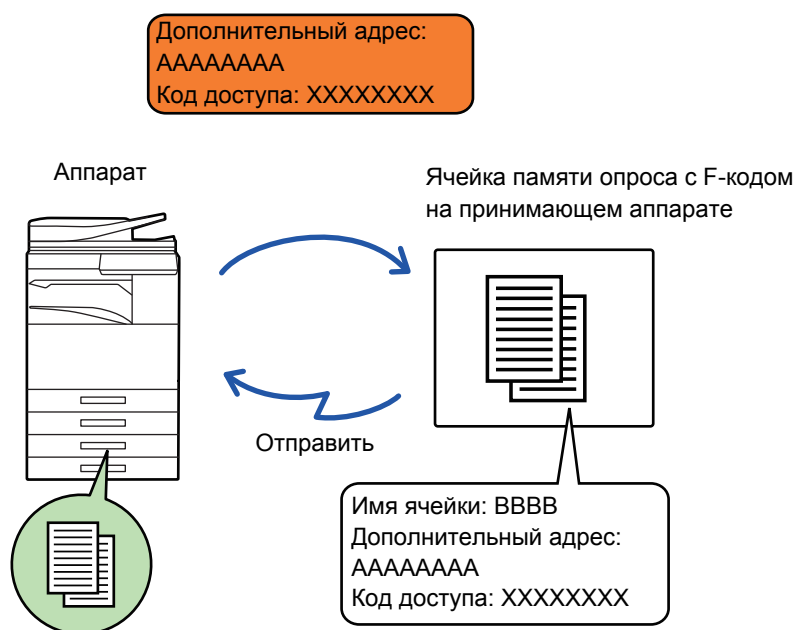 Дополнительный адрес:
AAAAAAAA
Код доступа: XXXXXXXX
Аппарат
Ячейка памяти опроса с F-кодом
на принимающем аппарате
Отправить
Имя ячейки: BBBB
Дополнительный адрес:
AAAAAAAA
Код доступа: XXXXXXXX